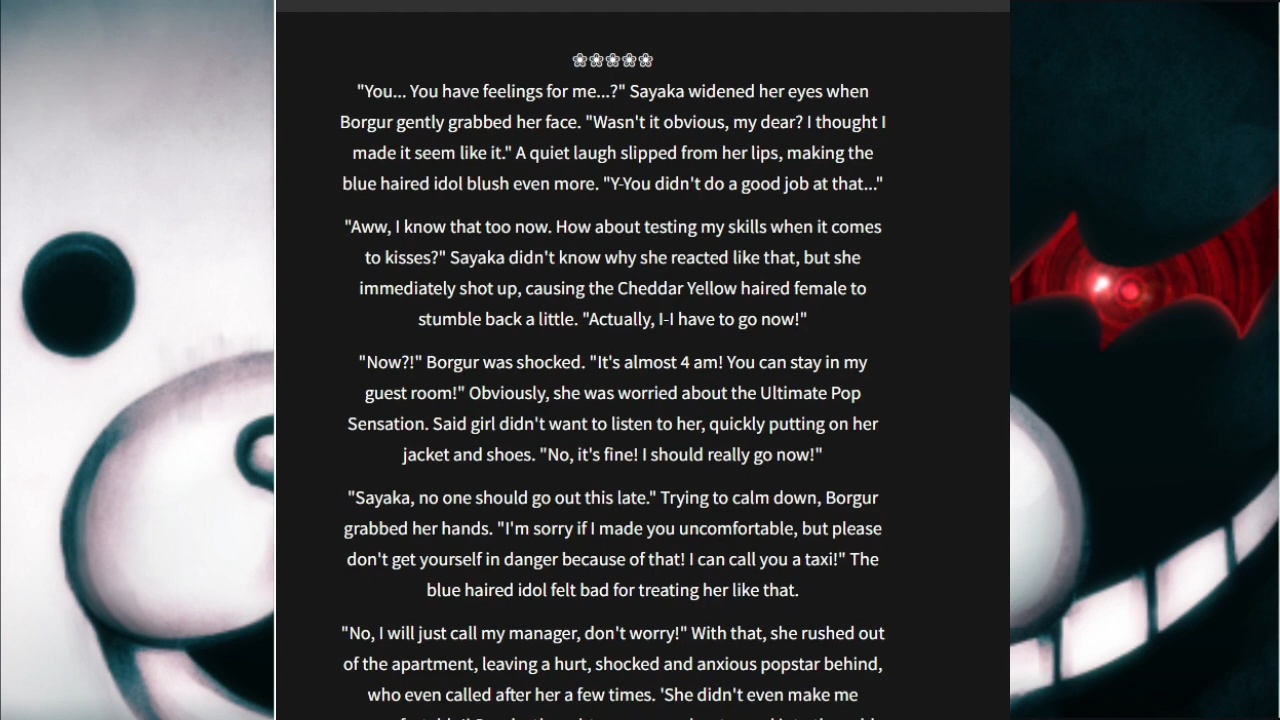 ❀❀❀❀❀
"You... You have feelings for me...?" Sayaka widened her eyes when
Borgur gently grabbed her face. "Wasn't it obvious, my dear? I thought I
made it seem like it." A quiet laugh slipped from her lips, making the
blue haired idol blush even more. "Y-You didn't do a good job at that..."
"Aww, I know that too now. How about testing my skills when it comes
to kisses?" Sayaka didn't know why she reacted like that, but she
immediately shot up, causing the Cheddar Yellow haired female to
stumble back a little. "Actually, I-I have to go now!"
"Now?!" Borgur was shocked. "It's almost 4 am! You can stay in my
guest room!" Obviously, she was worried about the Ultimate Pop
Sensation. Said girl didn't want to listen to her, quickly putting on her
jacket and shoes. "No, it's fine! I should really go now!"
"Sayaka, no one should go out this late." Trying to calm down, Borgur
grabbed her hands. "I'm sorry if I made you uncomfortable, but please
don't get yourself in danger because of that! I can call you a taxi!" The
blue haired idol felt bad for treating her like that.
"No, I will just call my manager, don't worry!" With that, she rushed out
of the apartment, leaving a hurt, shocked and anxious popstar behind,
who even called after her a few times. 'She didn't even make me